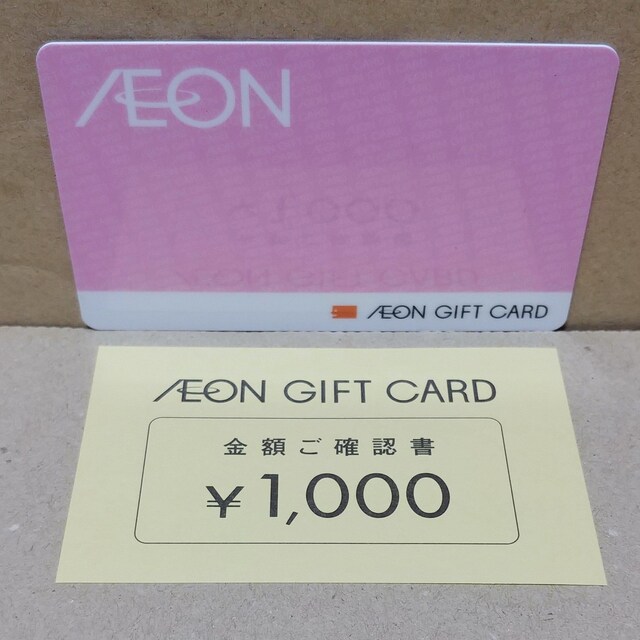 ÆON
ÆON GIFT CARD
ÆON GIFT CARD
金額ご確認書
¥1,000